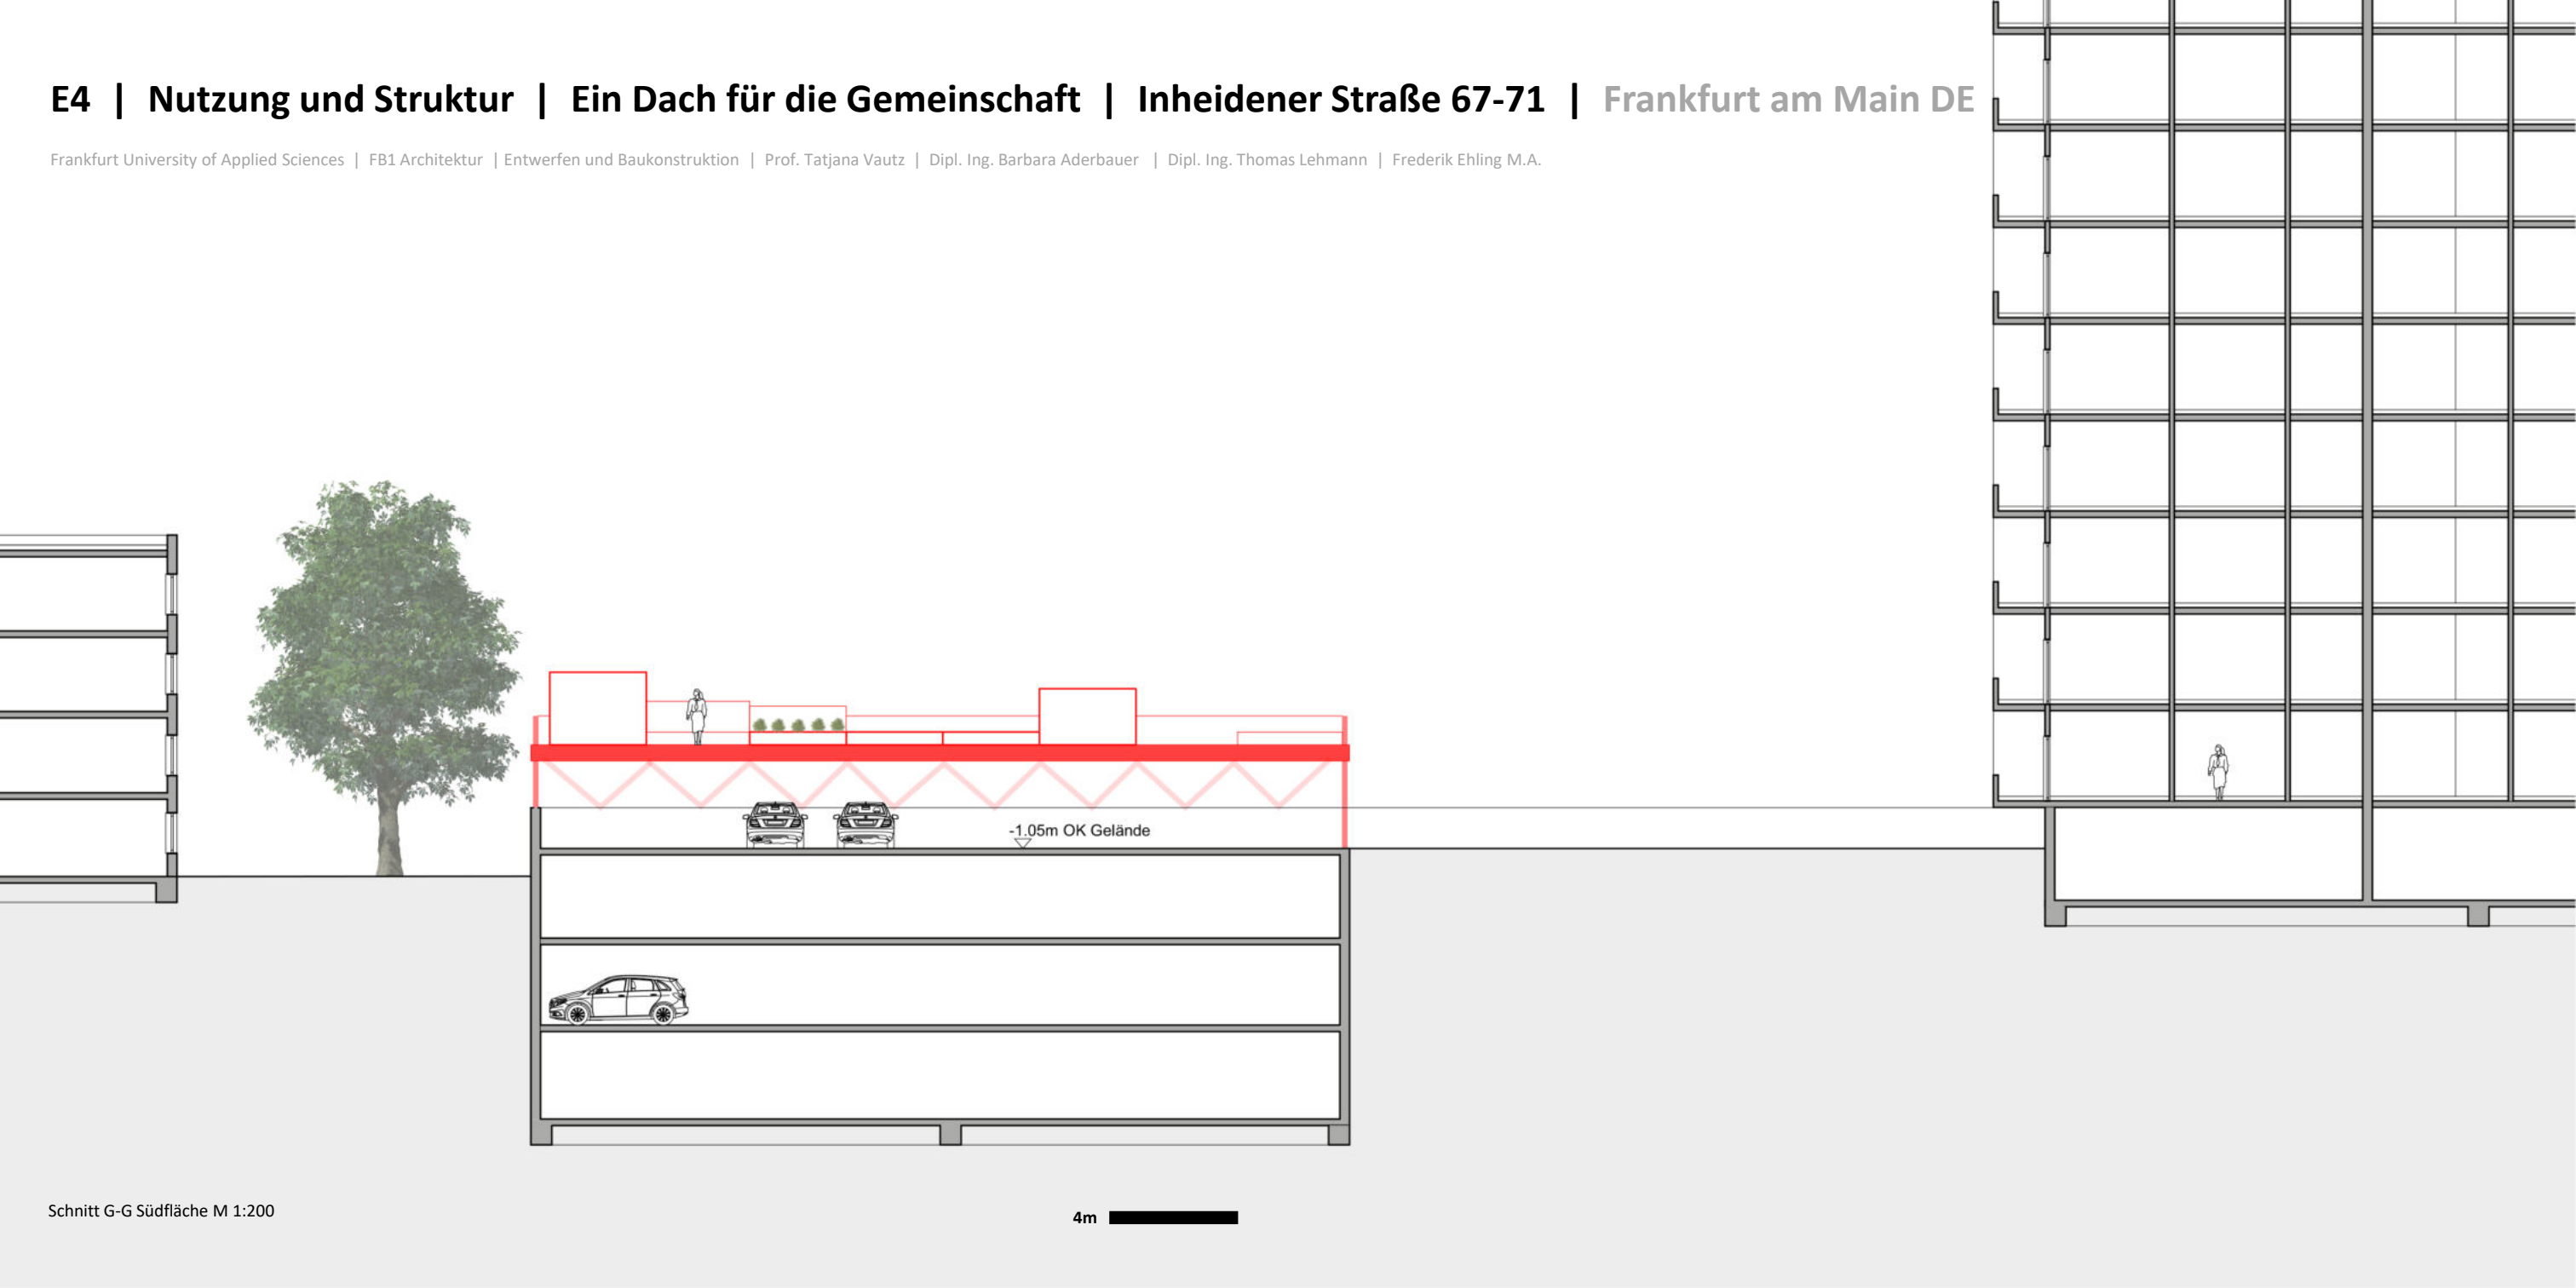 E4 | Nutzung und Struktur | Ein Dach für die Gemeinschaft | Inheidener Straße 67-71 | Frankfurt am Main DE
Frankfurt University of Applied Sciences | FB1 Architektur | Entwerfen und Baukonstruktion | Prof. Tatjana Vautz | Dipl. Ing. Barbara Aderbauer | Dipl. Ing. Thomas Lehmann | Frederik Ehling M.A.
-1.05m OK Gelände
Schnitt G-G Südfläche M 1:200
4m